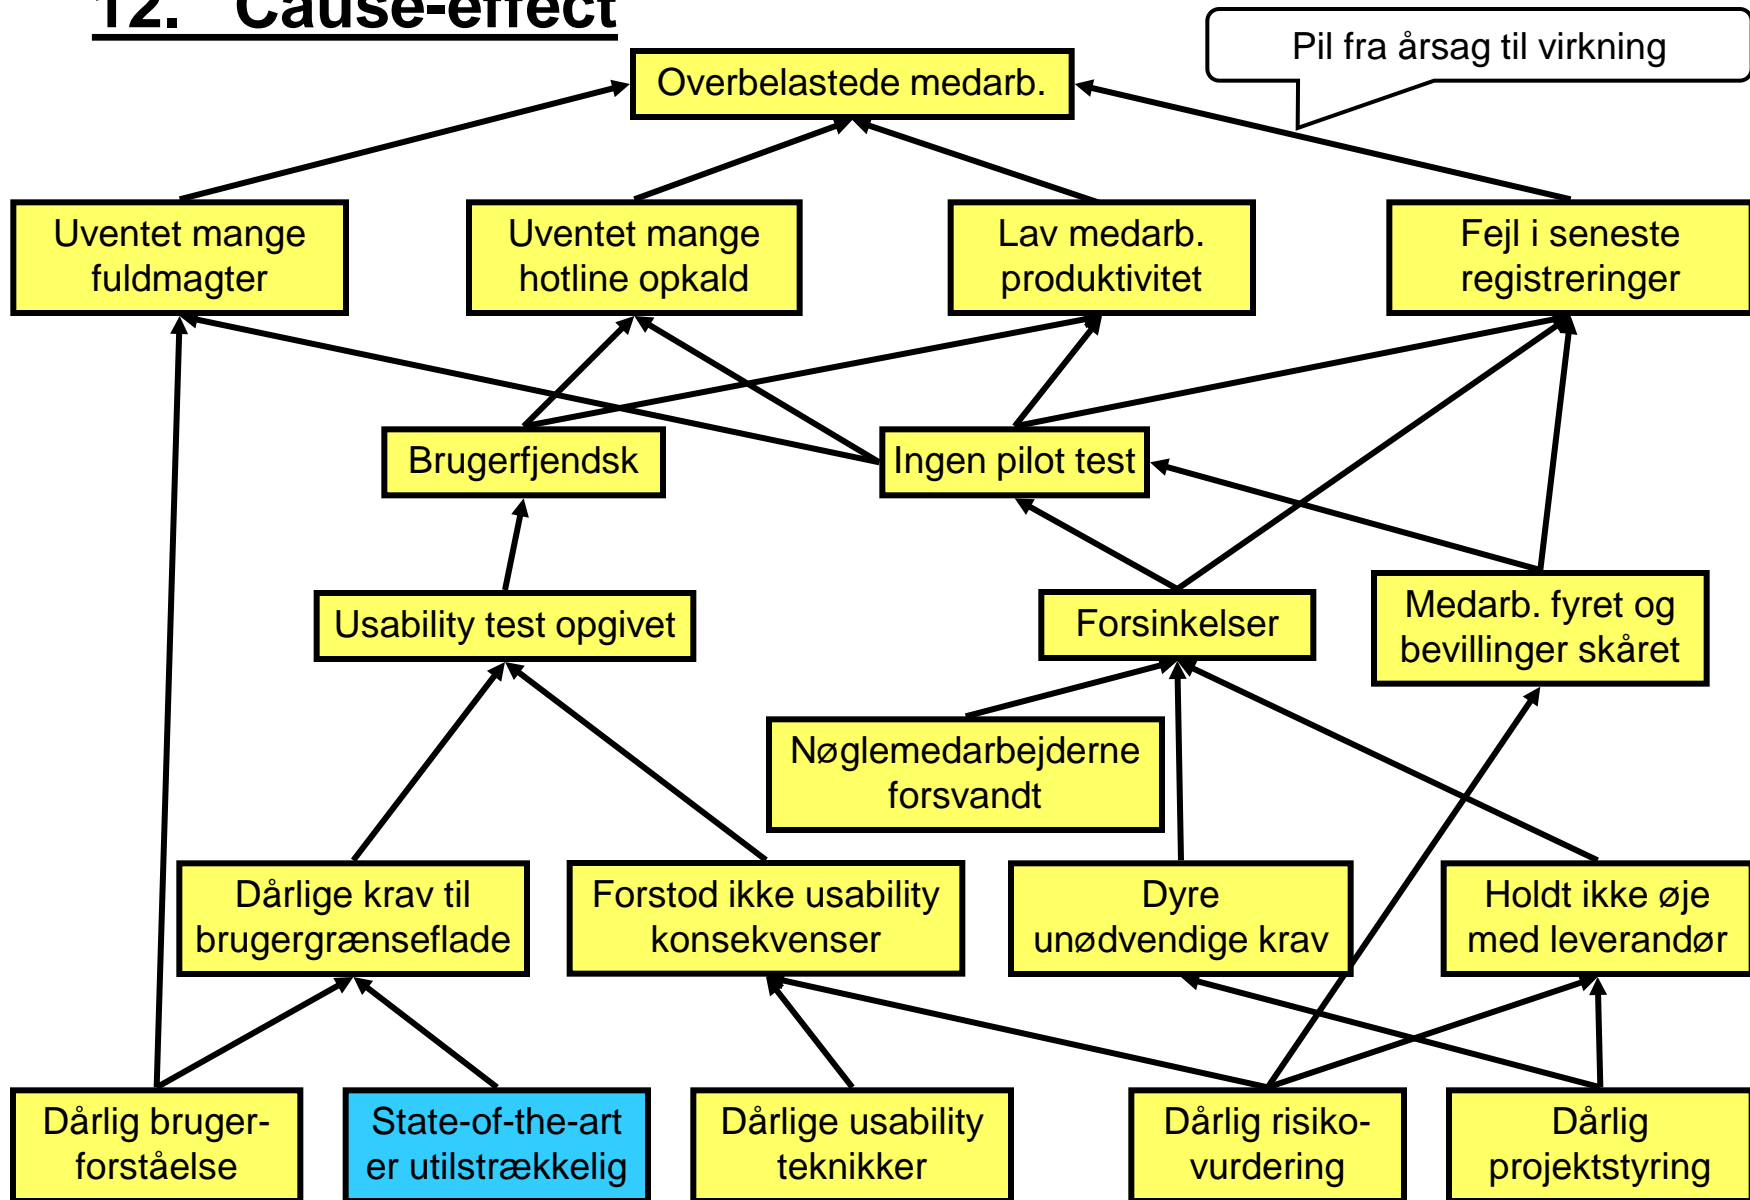 12. Cause-effect
Pil fra årsag til virkning
Overbelastede medarb.
Uventet mange
fuldmagter
Uventet mange
hotline opkald
Lav medarb.
produktivitet
Fejl i seneste
registreringer
Brugerfjendsk
Ingen pilot test
Usability test opgivet
Forsinkelser
Medarb. fyret og
bevillinger skåret
Nøglemedarbejderne
forsvandt
Dårlige krav til
brugergrænseflade
Forstod ikke usability
konsekvenser
Dyre
unødvendige krav
Holdt ikke øje
med leverandør
Dårlig bruger-
forståelse
State-of-the-art
er utilstrækkelig
Dårlige usability
teknikker
Dårlig risiko-
vurdering
Dårlig
projektstyring